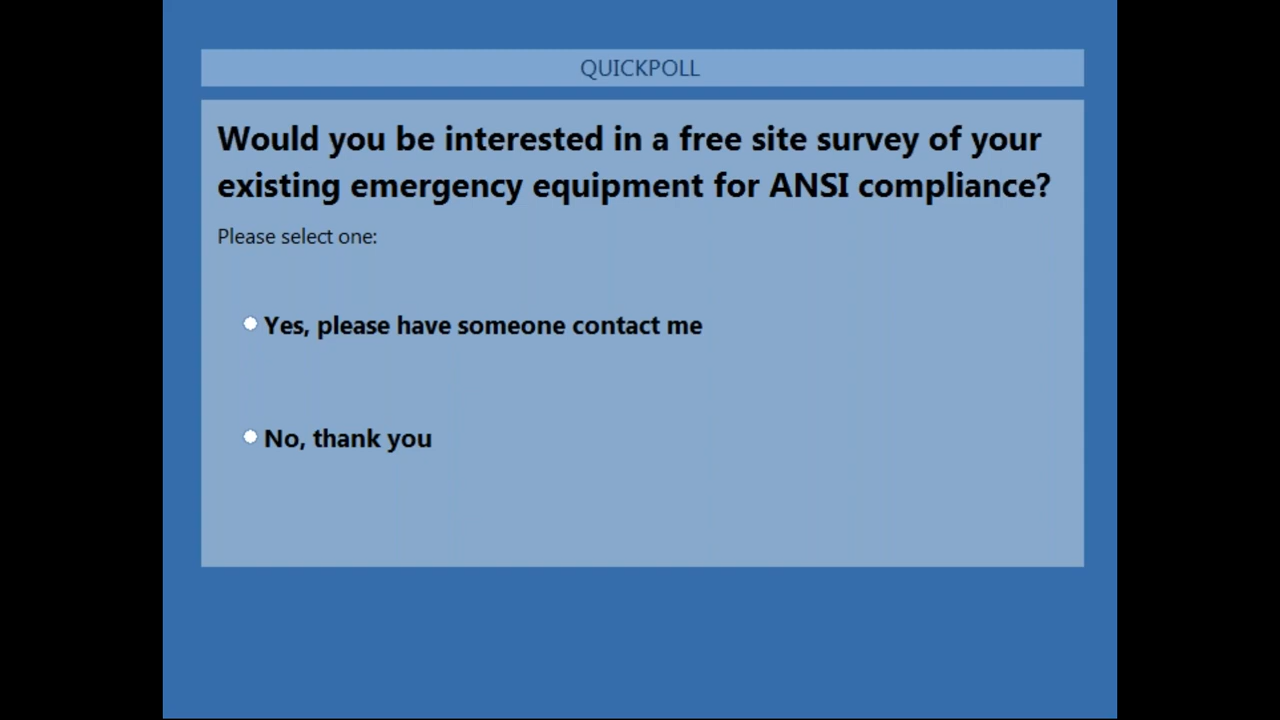 QUICKPOLL
Would you be interested in a free site survey of your
existing emergency equipment for ANSI compliance?
Please select one:
Yes, please have someone contact me
No, thank you